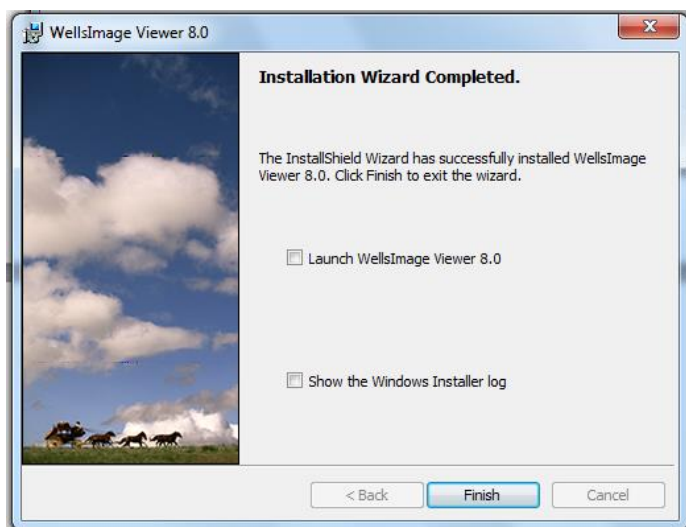 WellsImage Viewer 8.0
Installation Wizard Completed.
The InstallShield Wizard has successfully installed WellsImage
Viewer 8.0. Click Finish to exit the wizard.
Launch WellsImage Viewer 8.0
Show the Windows Installer log
< Back Finish Cancel